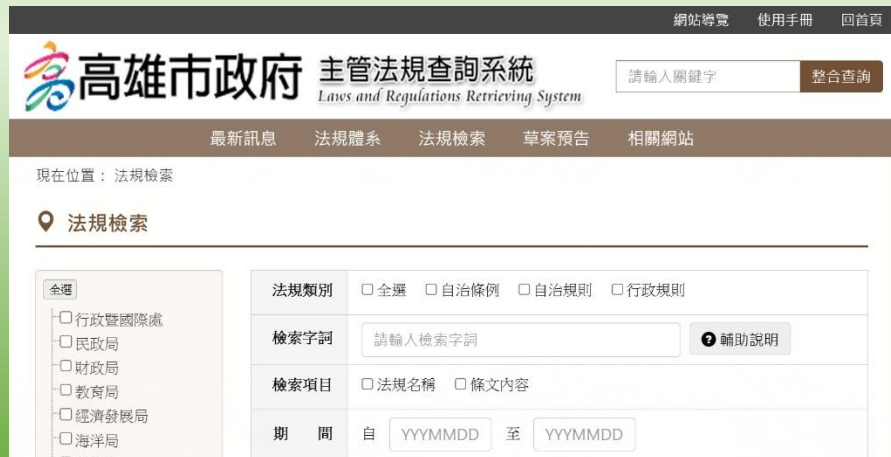 網站導覽 使用手冊 回首頁
高雄市政府 主管法規查詢系統
Laws and Regulations Retrieving System
請輸入關鍵字 整合查詢
最新訊息 法規體系 法規檢索 草案預告 相關網站
現在位置： 法規檢索
法規檢索
全選
行政暨國際處
民政局
財政局
教育局
經濟發展局
海洋局
法規類別 全選 自治條例 自治規則 行政規則
檢索字詞 請輸入檢索字詞 輔助說明
檢索項目 法規名稱 條文內容
期 間 自 YYYMMDD 至 YYYMMDD